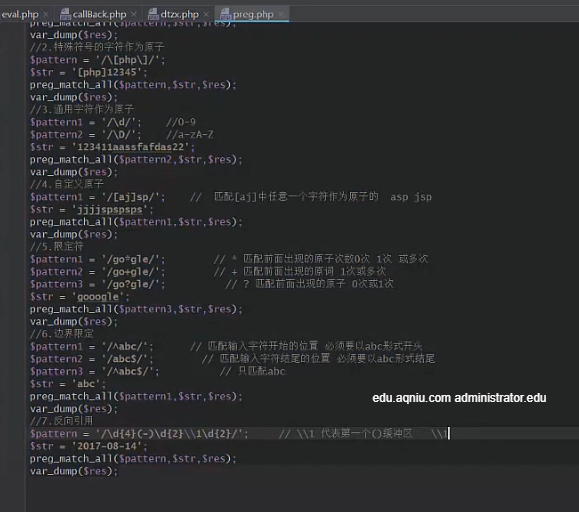 eval.php × callBack.php × dtzx.php × preg.php ×
preg_match_all($pattern,$str,$res);
var_dump($res);
//2.特殊符号的字符作为原子
$pattern = '/\[php\]/';
$str = '[php]12345';
preg_match_all($pattern,$str,$res);
var_dump($res);
//3.通用字符作为原子
$pattern1 = '/\d/'; //0-9
$pattern2 = '/\D/'; //a-zA-Z
$str = '123411aassfafdas22';
preg_match_all($pattern2,$str,$res);
var_dump($res);
//4.自定义原子
$pattern1 = '/[aj]sp/'; // 匹配[aj]中任意一个字符作为原子的 asp jsp
$str = 'jjjjspspsps';
preg_match_all($pattern1,$str,$res);
var_dump($res);
//5.限定符
$pattern1 = '/go*gle/'; // * 匹配前面出现的原子次数0次 1次 或多次
$pattern2 = '/go+gle/'; // + 匹配前面出现的原词 1次或多次
$pattern3 = '/go?gle/'; // ? 匹配前面出现的原子 0次或1次
$str = 'gooogle';
preg_match_all($pattern3,$str,$res);
var_dump($res);
//6.边界限定
$pattern1 = '/^abc/'; // 匹配输入字符开始的位置 必须要以abc形式开头
$pattern2 = '/abc$/'; // 匹配输入字符结尾的位置 必须要以abc形式结尾
$pattern3 = '/^abc$/'; // 只匹配abc
$str = 'abc';
preg_match_all($pattern1,$str,$res);
edu.aqniu.com administrator.edu
var_dump($res);
//7.反向引用
$pattern = '/\d{4}(-)\d{2}\\1\d{2}/'; // \\1 代表第一个()缓冲区 \\1
$str = '2017-08-14';
preg_match_all($pattern,$str,$res);
var_dump($res);